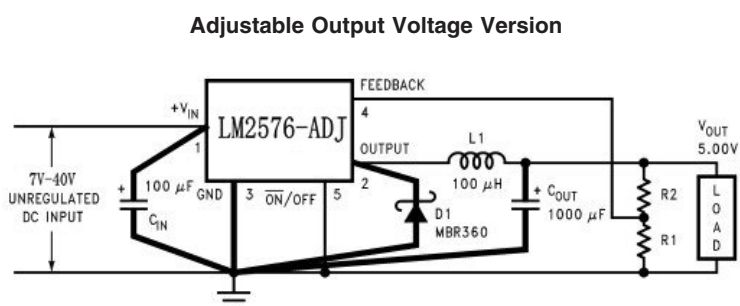 Adjustable Output Voltage Version
FEEDBACK
+VIN
4
LM2576-ADJ
1
OUTPUT
L1
VOUT
5.00V
7V-40V
UNREGULATED
DC INPUT
+
100 μF
CIN
GND
3
ON/OFF
5
2
100 μH
D1
MBR360
+
COUT
1000 μF
R2
R1
LOAD